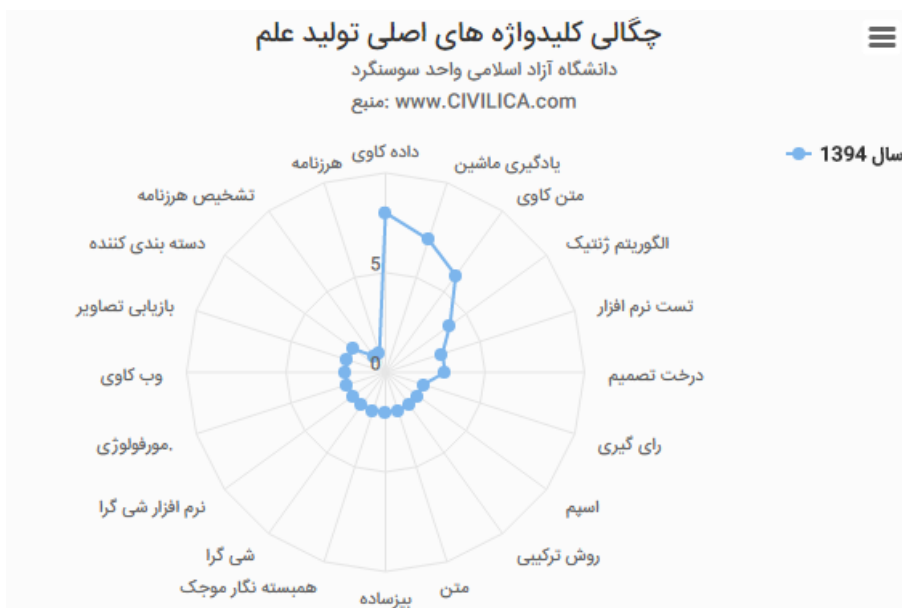 چگالی کلیدواژه های اصلی تولید علم
دانشگاه آزاد اسلامی واحد سوسنگرد
منبع: www.CIVILICA.com
سال 1394
داده کاوی
یادگیری ماشین
متن کاوی
الگوریتم ژنتیک
تست نرم افزار
درخت تصمیم
رای گیری
اسپم
روش ترکیبی
متن
بیزساده
همبسته نگار موجک
شی گرا
نرم افزار شی گرا
مورفولوژی.
وب کاوی
بازیابی تصاویر
دسته بندی کننده
تشخیص هرزنامه
هرزنامه
5
0